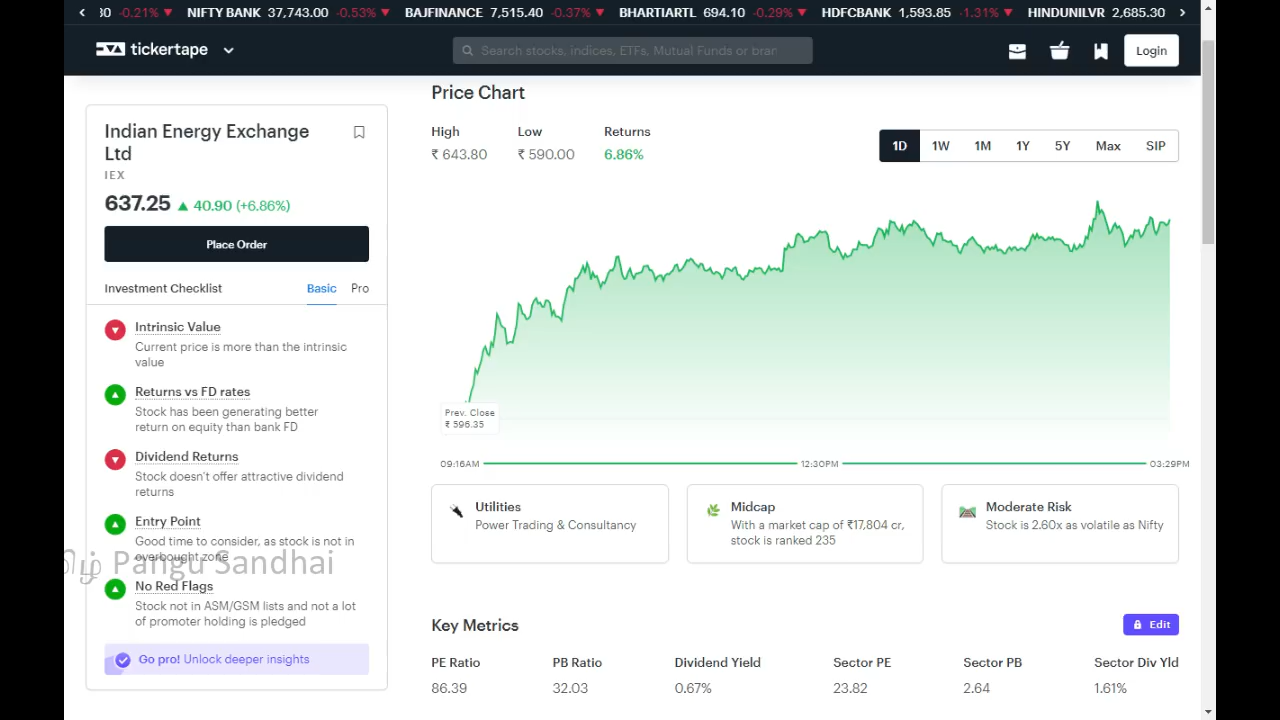 30 -0.21% ▼ NIFTY BANK 37,743.00 -0.53% ▼ BAJFINANCE 7,515.40 -0.37% ▼ BHARTIARTL 694.10 -0.29% ▼ HDFCBANK 1,593.85 -1.31% ▼ HINDUNILVR 2,685.30
tickertape
Search stocks, indices, ETFs, Mutual Funds or bran
Login
Indian Energy Exchange
Ltd
IEX
637.25 ▲ 40.90 (+6.86%)
Place Order
Investment Checklist Basic Pro
Intrinsic Value
Current price is more than the intrinsic
value
Returns vs FD rates
Stock has been generating better
return on equity than bank FD
Dividend Returns
Stock doesn't offer attractive dividend
returns
Entry Point
Good time to consider, as stock is not in
overbought zone
Pangu Sandhai
No Red Flags
Stock not in ASM/GSM lists and not a lot
of promoter holding is pledged
Go pro! Unlock deeper insights
Price Chart
High Low Returns
₹ 643.80 ₹ 590.00 6.86%
1D 1W 1M 1Y 5Y Max SIP
Prev. Close
₹ 596.35
09:16AM 12:30PM 03:29PM
Utilities
Power Trading & Consultancy
Midcap
With a market cap of ₹17,804 cr,
stock is ranked 235
Moderate Risk
Stock is 2.60x as volatile as Nifty
Key Metrics
Edit
PE Ratio PB Ratio Dividend Yield Sector PE Sector PB Sector Div Yld
86.39 32.03 0.67% 23.82 2.64 1.61%